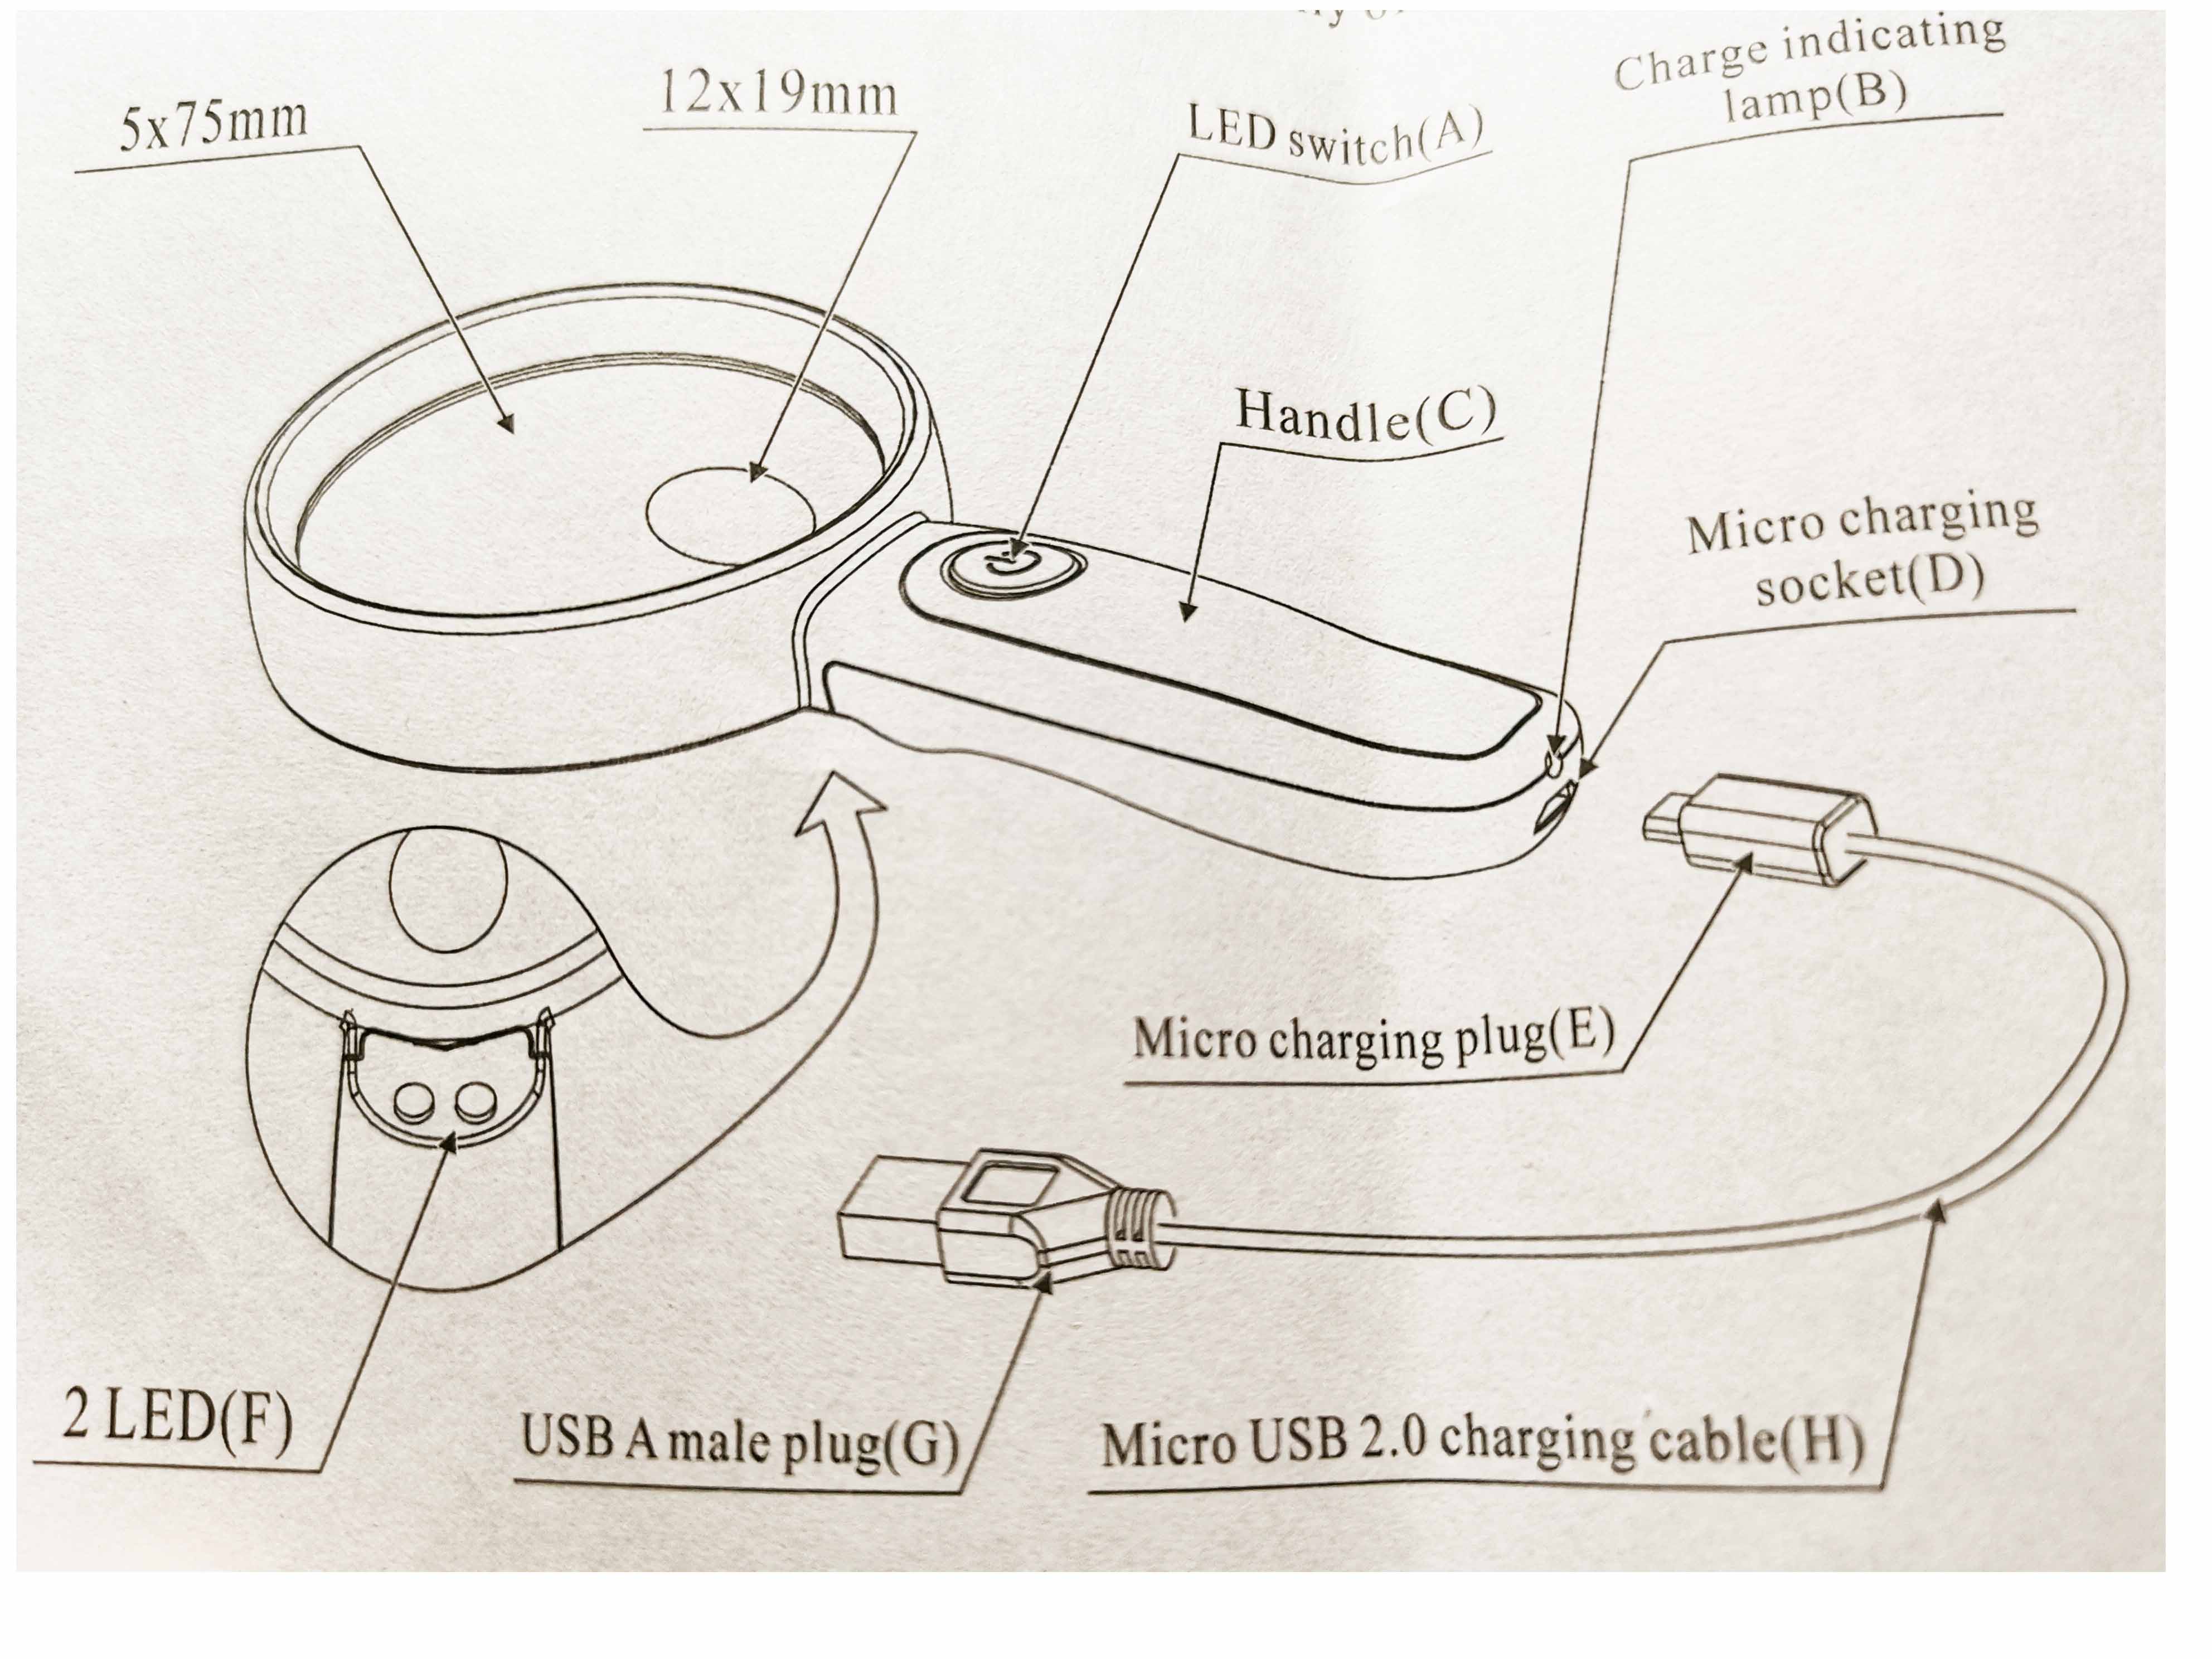 5x75mm
12x19mm
LED switch(A)
Charge indicating
lamp(B)
Handle(C)
Micro charging
socket(D)
Micro charging plug(E)
2 LED(F)
USB A male plug(G)
Micro USB 2.0 charging cable(H)